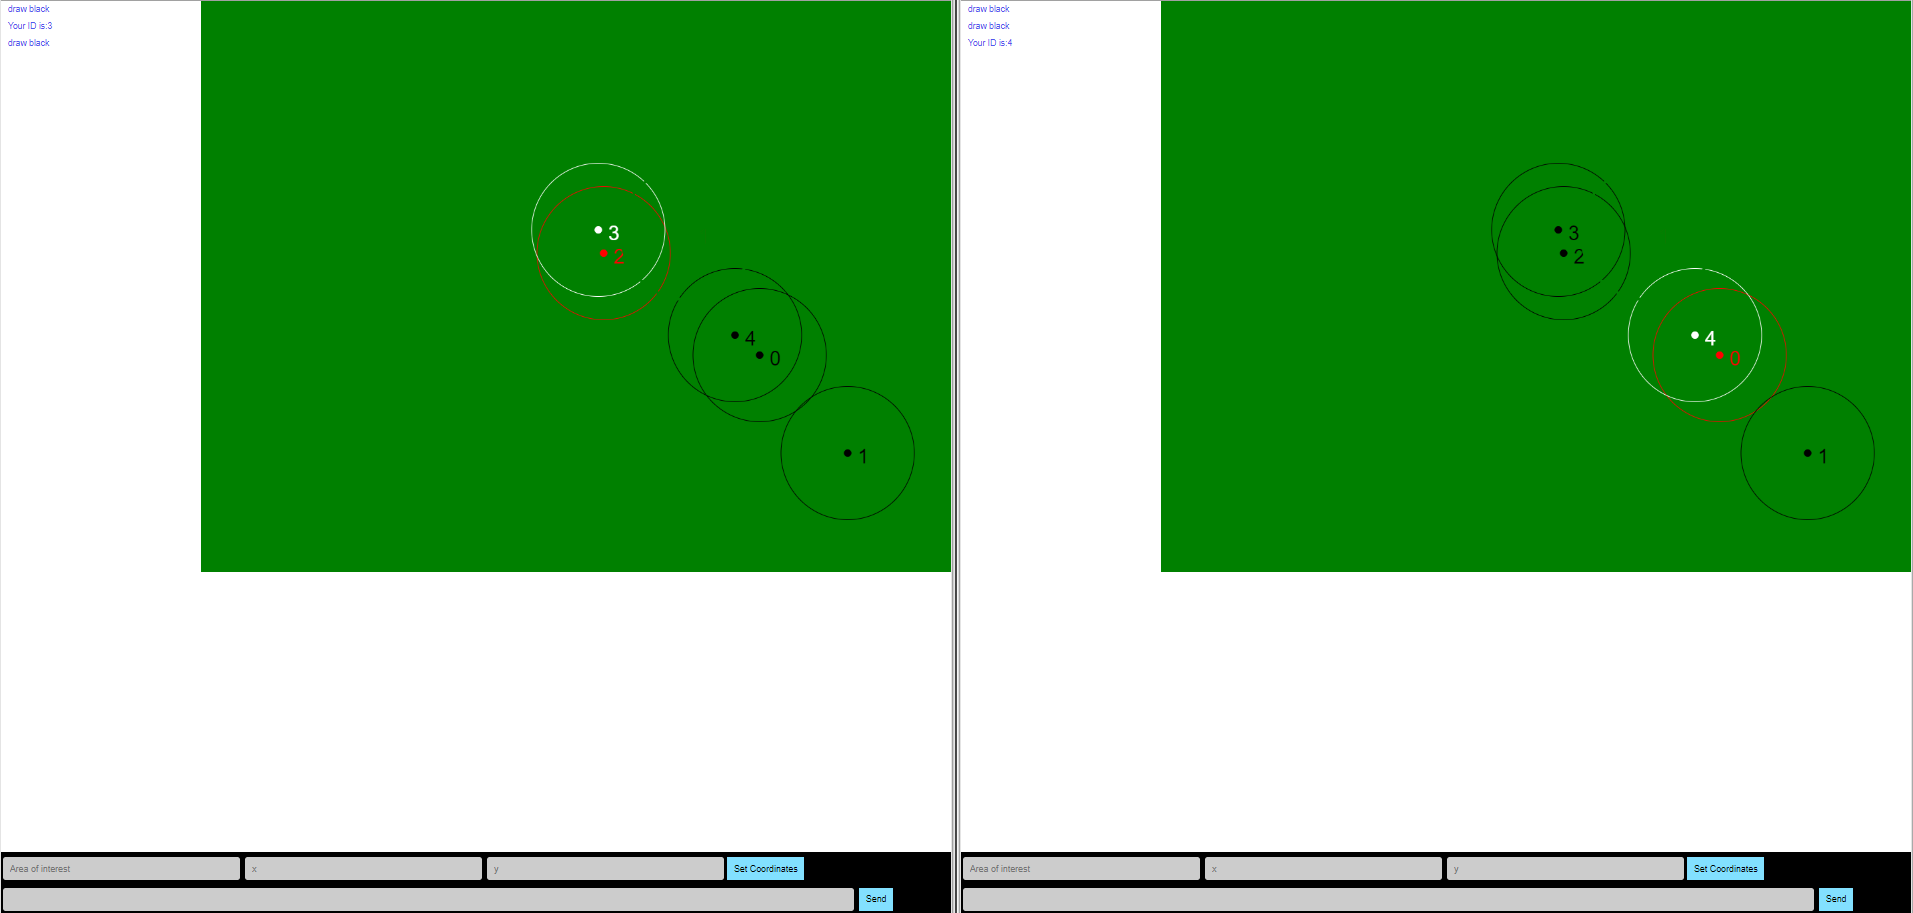 draw black
Your ID is:3
draw black
3
2
4
0
1
Area of interest
x
y
Set Coordinates
Send
draw black
draw black
Your ID is:4
3
2
4
0
1
Area of interest
x
y
Set Coordinates
Send